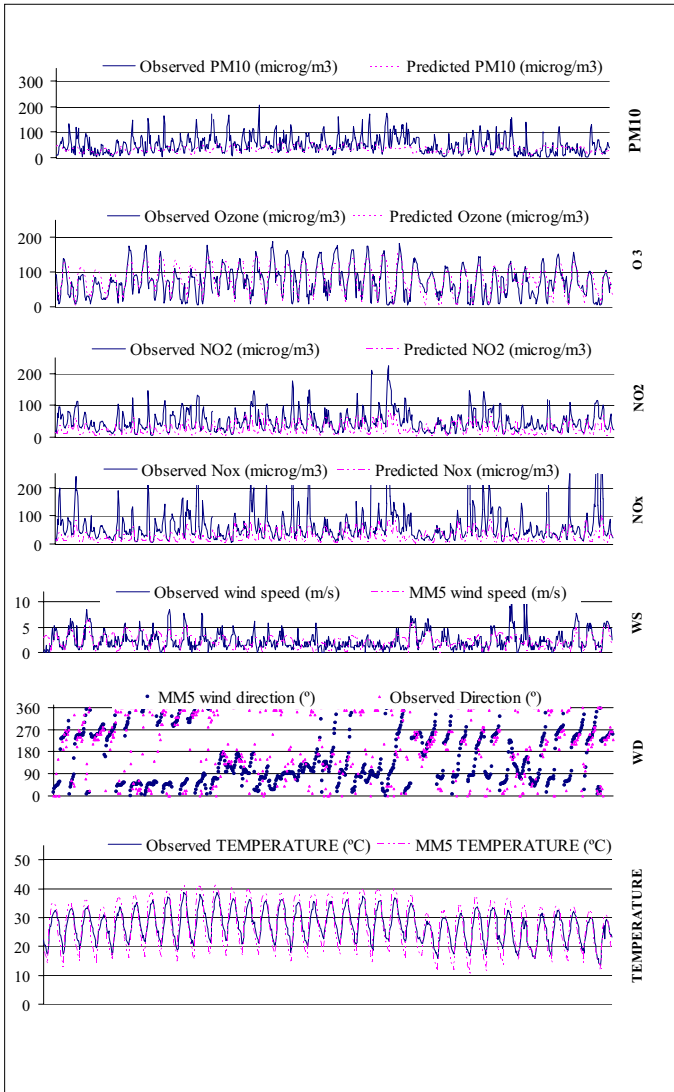 Observed PM10 (microg/m3) Predicted PM10 (microg/m3)
300
200
100
0
PM10
Observed Ozone (microg/m3) Predicted Ozone (microg/m3)
200
100
0
O 3
Observed NO2 (microg/m3) Predicted NO2 (microg/m3)
200
100
0
NO2
Observed Nox (microg/m3) Predicted Nox (microg/m3)
200
100
0
NOx
Observed wind speed (m/s) MM5 wind speed (m/s)
10
5
0
WS
MM5 wind direction (º) Observed Direction (º)
360
270
180
90
0
WD
Observed TEMPERATURE (ºC) MM5 TEMPERATURE (ºC)
50
40
30
20
10
0
TEMPERATURE